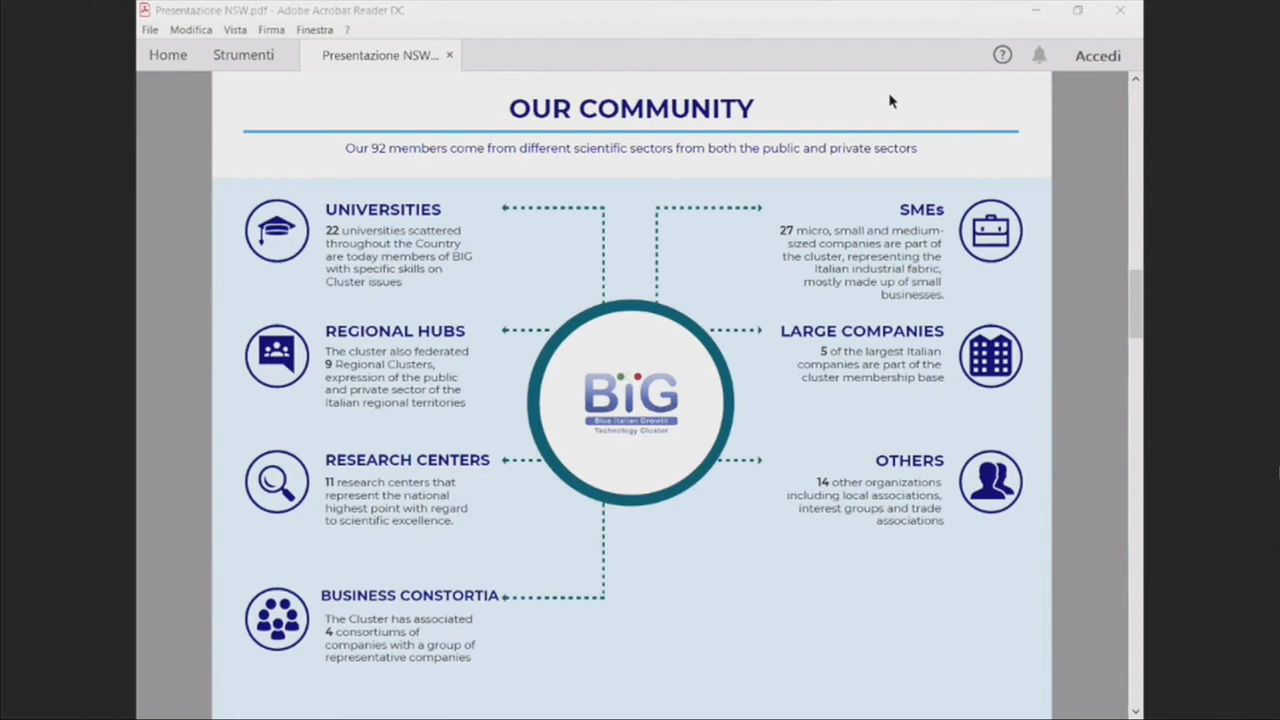 Presentazione NSW.pdf - Adobe Acrobat Reader DC
File Modifica Vista Firma Finestra ?
Home Strumenti Presentazione NSW... × Accedi
OUR COMMUNITY
Our 92 members come from different scientific sectors from both the public and private sectors
UNIVERSITIES
22 universities scattered
throughout the Country
are today members of BIG
with specific skills on
Cluster issues
REGIONAL HUBS
The cluster also federated
9 Regional Clusters,
expression of the public
and private sector of the
Italian regional territories
RESEARCH CENTERS
11 research centers that
represent the national
highest point with regard
to scientific excellence.
BUSINESS CONSTORTIA
The Cluster has associated
4 consortiums of
companies with a group of
representative companies
BiG
Blue Italian Growth
Technology Cluster
SMEs
27 micro, small and medium-
sized companies are part of
the cluster, representing the
Italian industrial fabric,
mostly made up of small
businesses.
LARGE COMPANIES
5 of the largest Italian
companies are part of the
cluster membership base
OTHERS
14 other organizations
including local associations,
interest groups and trade
associations